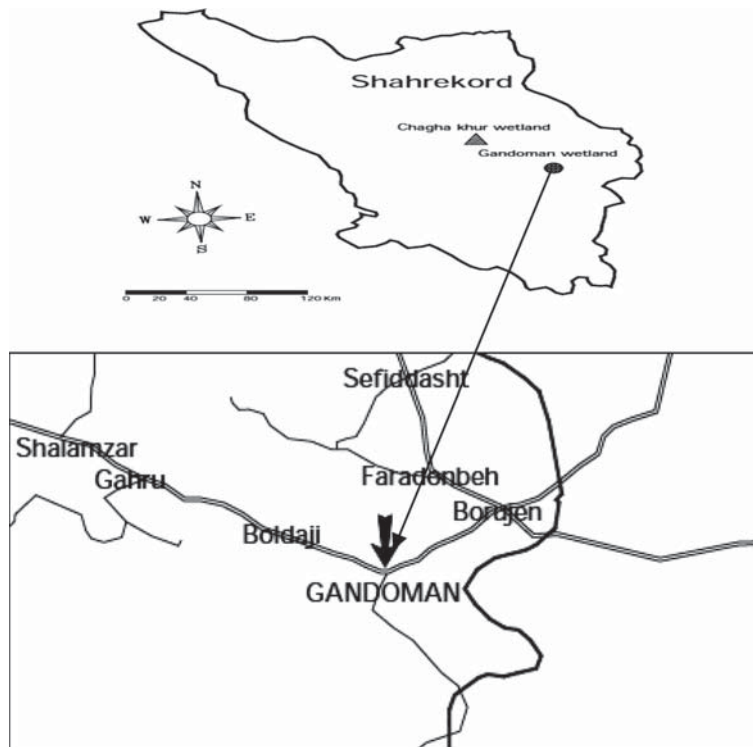 Shahrekord
Chagha khur wetland
Gandoman wetland
N
W E
S
0 20 40 80 120 Km
Sefiddasht
Shalamzar
Gahru
Faradonbeh
Borujen
Boldaji
GANDOMAN